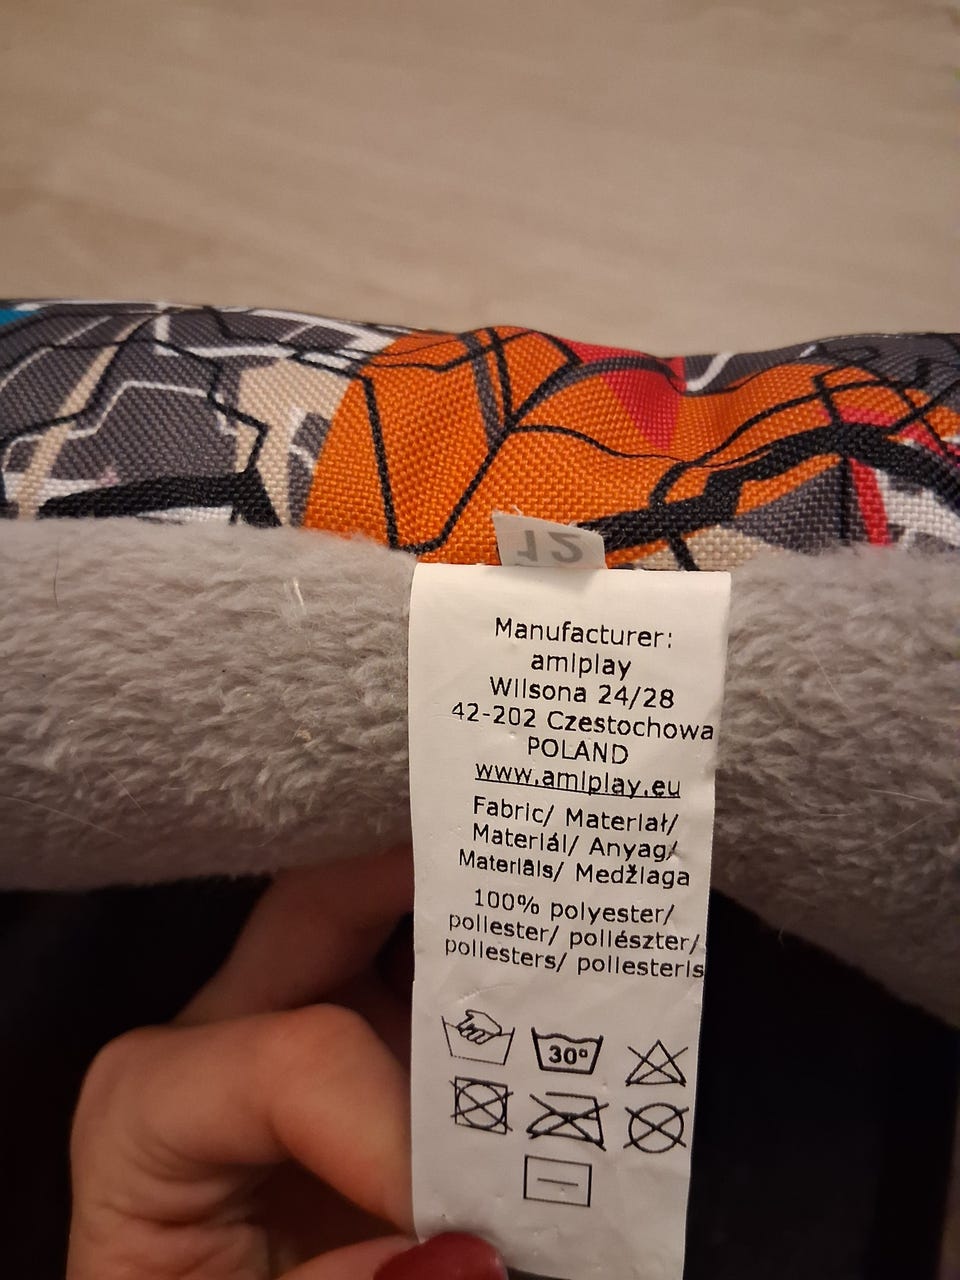 12
Manufacturer:
amiplay
Wilsona 24/28
42-202 Czestochowa
POLAND
www.amiplay.eu
Fabric/ Materiał/
Materiál/ Anyag/
Materiāls/ Medžiaga
100% polyester/
poliester/ poliészter/
poliesters/ poliesteris
30°